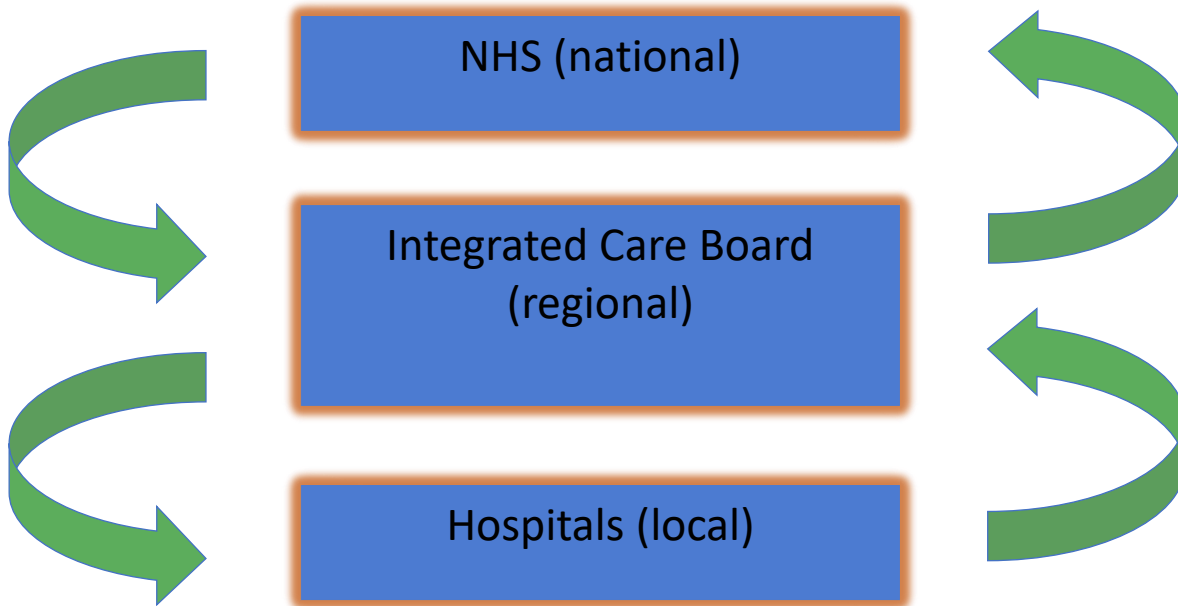 NHS (national)
Integrated Care Board
(regional)
Hospitals (local)